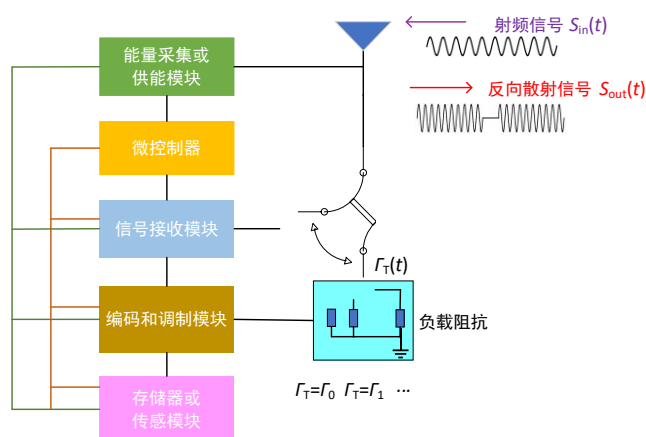 射频信号 Sin(t)
能量采集或
供能模块
反向散射信号 Sout(t)
微控制器
信号接收模块
ΓT(t)
编码和调制模块
负载阻抗
ΓT=Γ0 ΓT=Γ1 ···
存储器或
传感模块